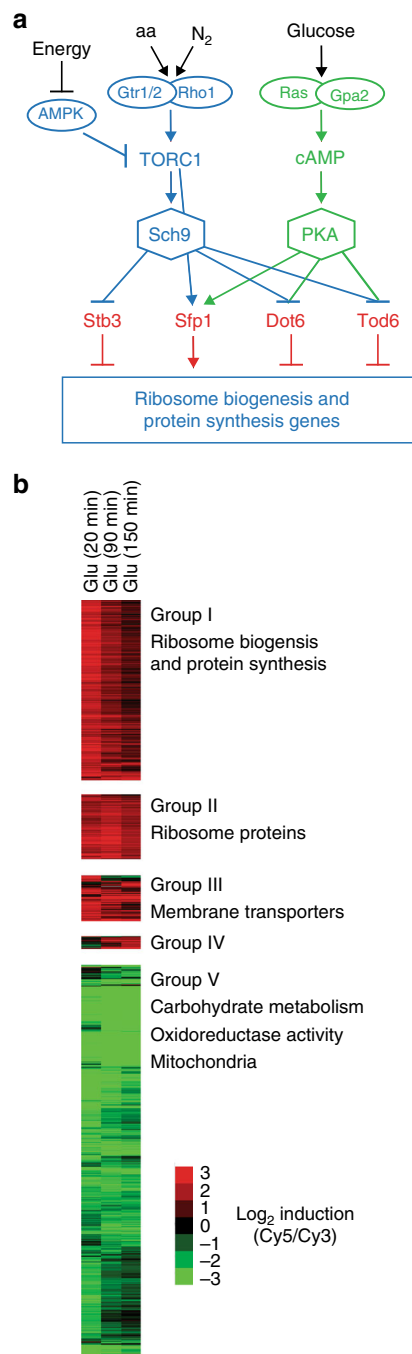 a
Energy
aa
N2
Glucose
AMPK
Gtr1/2
Rho1
Ras
Gpa2
TORC1
cAMP
Sch9
PKA
Stb3
Sfp1
Dot6
Tod6
Ribosome biogenesis and
protein synthesis genes
b
Glu (20 min)
Glu (90 min)
Glu (150 min)
Group I
Ribosome biogensis
and protein synthesis
Group II
Ribosome proteins
Group III
Membrane transporters
Group IV
Group V
Carbohydrate metabolism
Oxidoreductase activity
Mitochondria
3
2
1
0
–1
–2
–3
Log2 induction
(Cy5/Cy3)